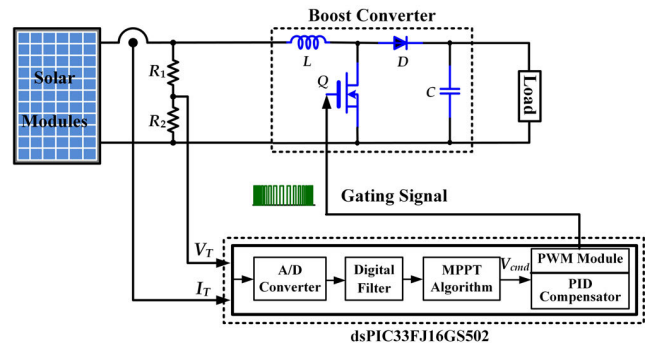 Boost Converter
Solar
Modules
R1
R2
L
D
Q
C
Load
Gating Signal
VT
IT
A/D
Converter
Digital
Filter
MPPT
Algorithm
Vcmd
PWM Module
PID
Compensator
dsPIC33FJ16GS502